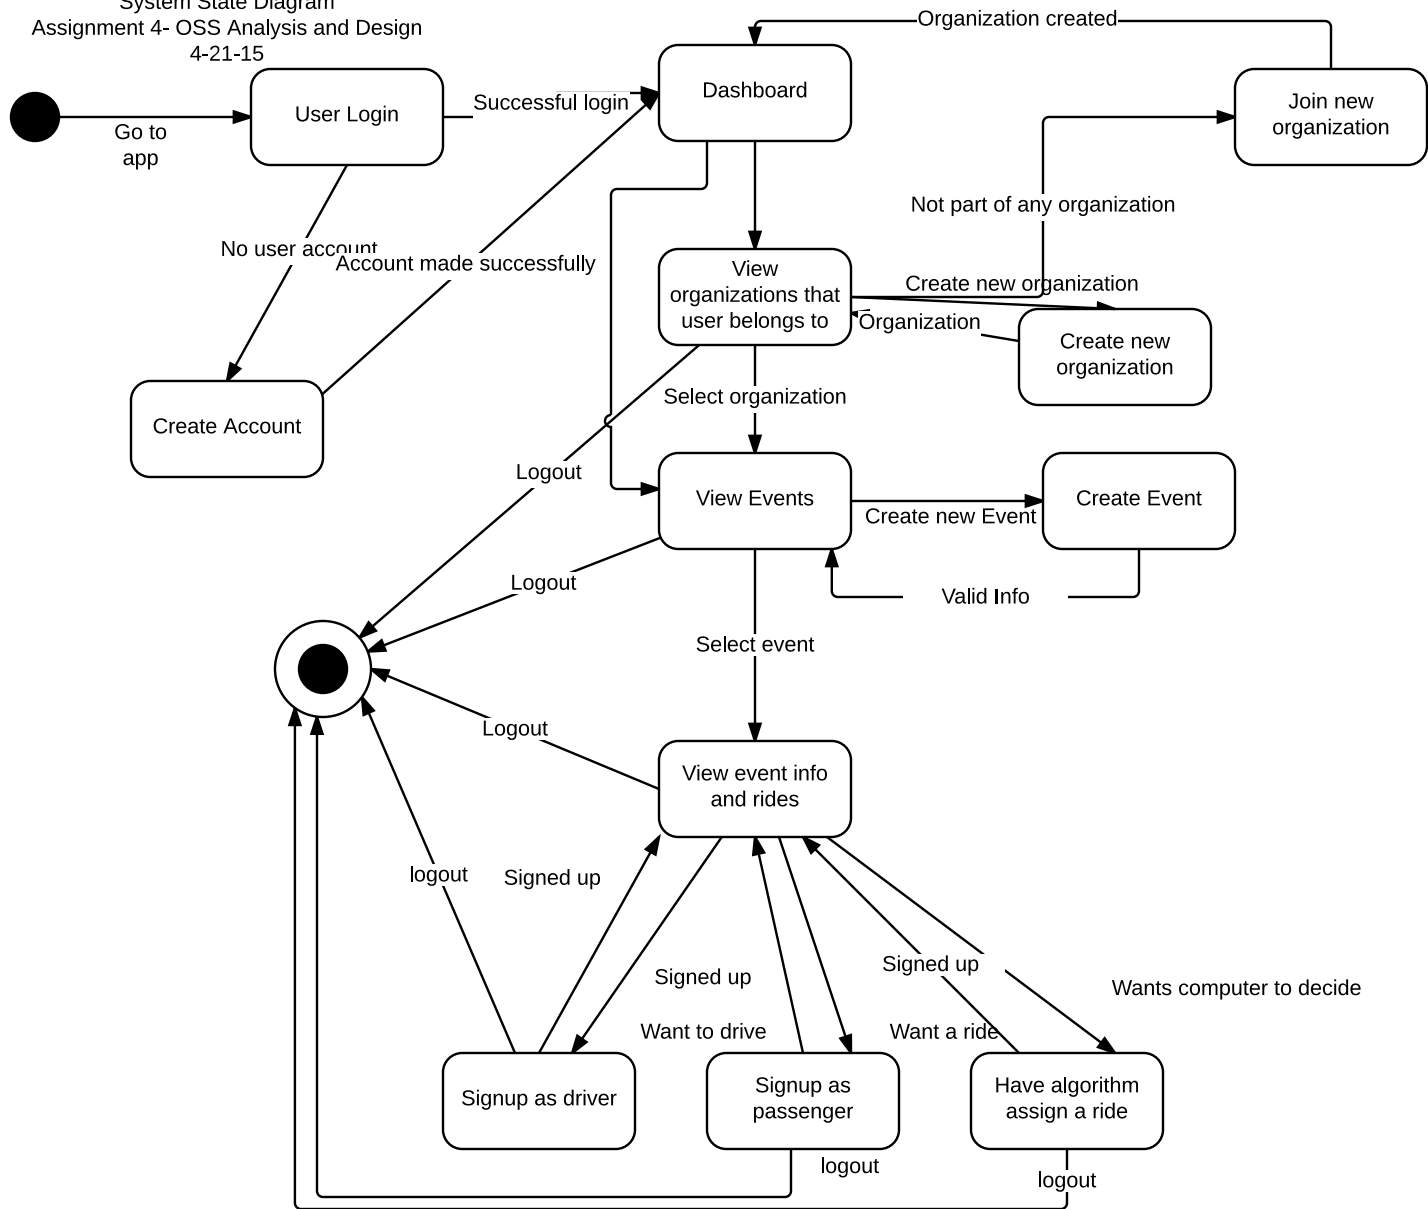 System State Diagram
Assignment 4- OSS Analysis and Design
4-21-15
Organization created
Dashboard
Join new
organization
User Login
Successful login
Go to
app
Not part of any organization
No user account
Account made successfully
View
organizations that
user belongs to
Create new organization
Organization
Create new
organization
Select organization
Create Account
Logout
View Events
Create new Event
Create Event
Logout
Valid Info
Select event
Logout
View event info
and rides
logout
Signed up
Signed up
Signed up
Wants computer to decide
Want to drive
Want a ride
Signup as driver
Signup as
passenger
Have algorithm
assign a ride
logout
logout